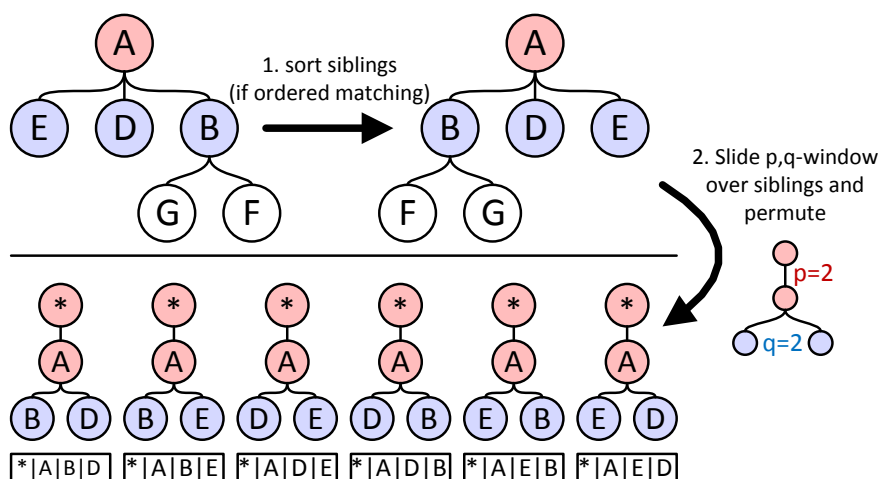 A
A
1. sort siblings
(if ordered matching)
E D B
B D E
2. Slide p,q-window
over siblings and
permute
G F
F G
p=2
q=2
* * * * * *
A A A A A A
B D B E D E D B E B E D
*|A|B|D *|A|B|E *|A|D|E *|A|D|B *|A|E|B *|A|E|D